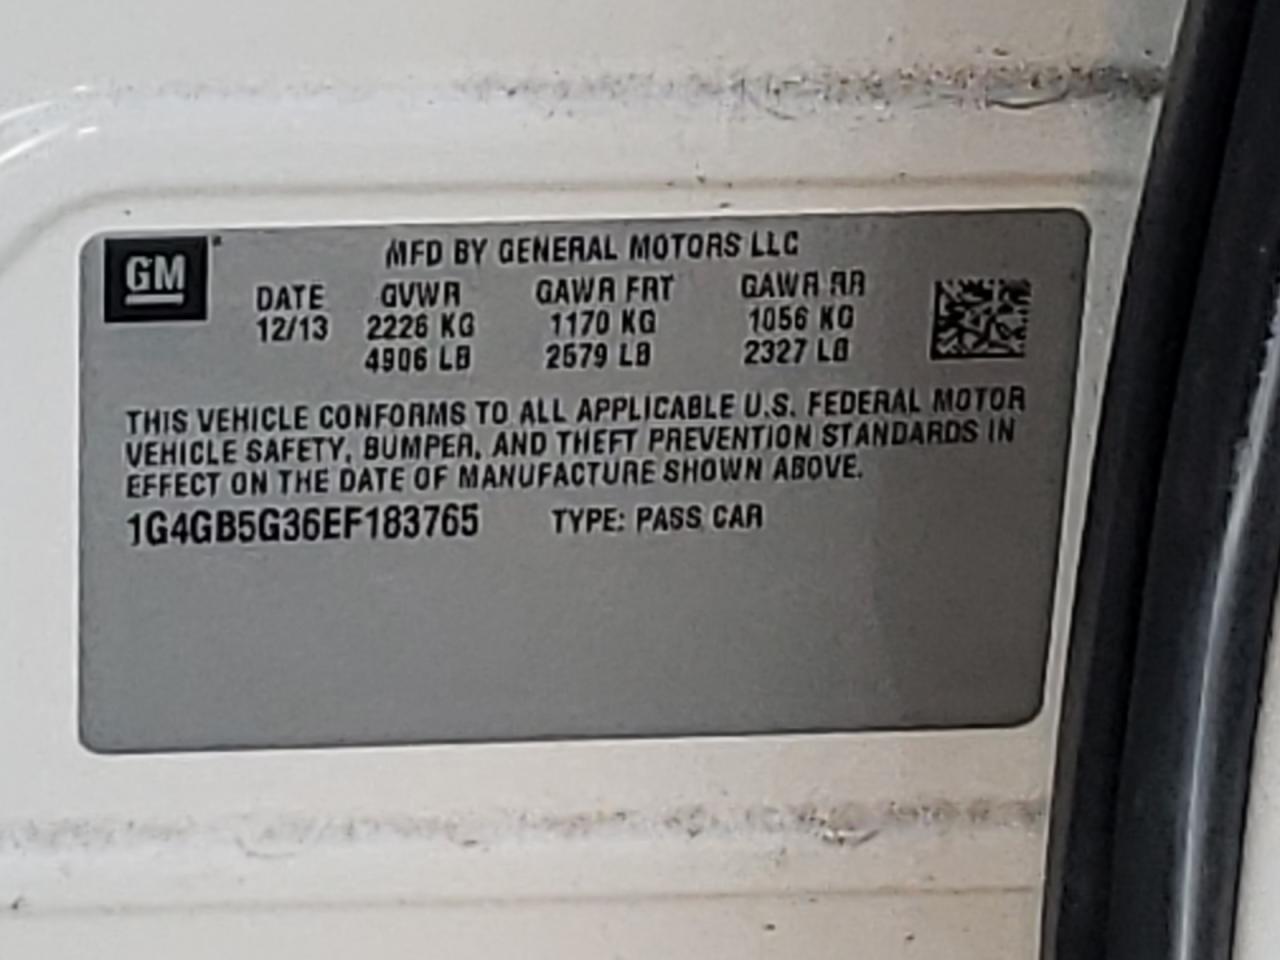 GM
MFD BY GENERAL MOTORS LLC
DATE GVWR GAWR FRT GAWR RR
12/13 2226 KG 1170 KG 1056 KG
4906 LB 2579 LB 2327 LB
THIS VEHICLE CONFORMS TO ALL APPLICABLE U.S. FEDERAL MOTOR
VEHICLE SAFETY, BUMPER, AND THEFT PREVENTION STANDARDS IN
EFFECT ON THE DATE OF MANUFACTURE SHOWN ABOVE.
1G4GB5G36EF183765 TYPE: PASS CAR